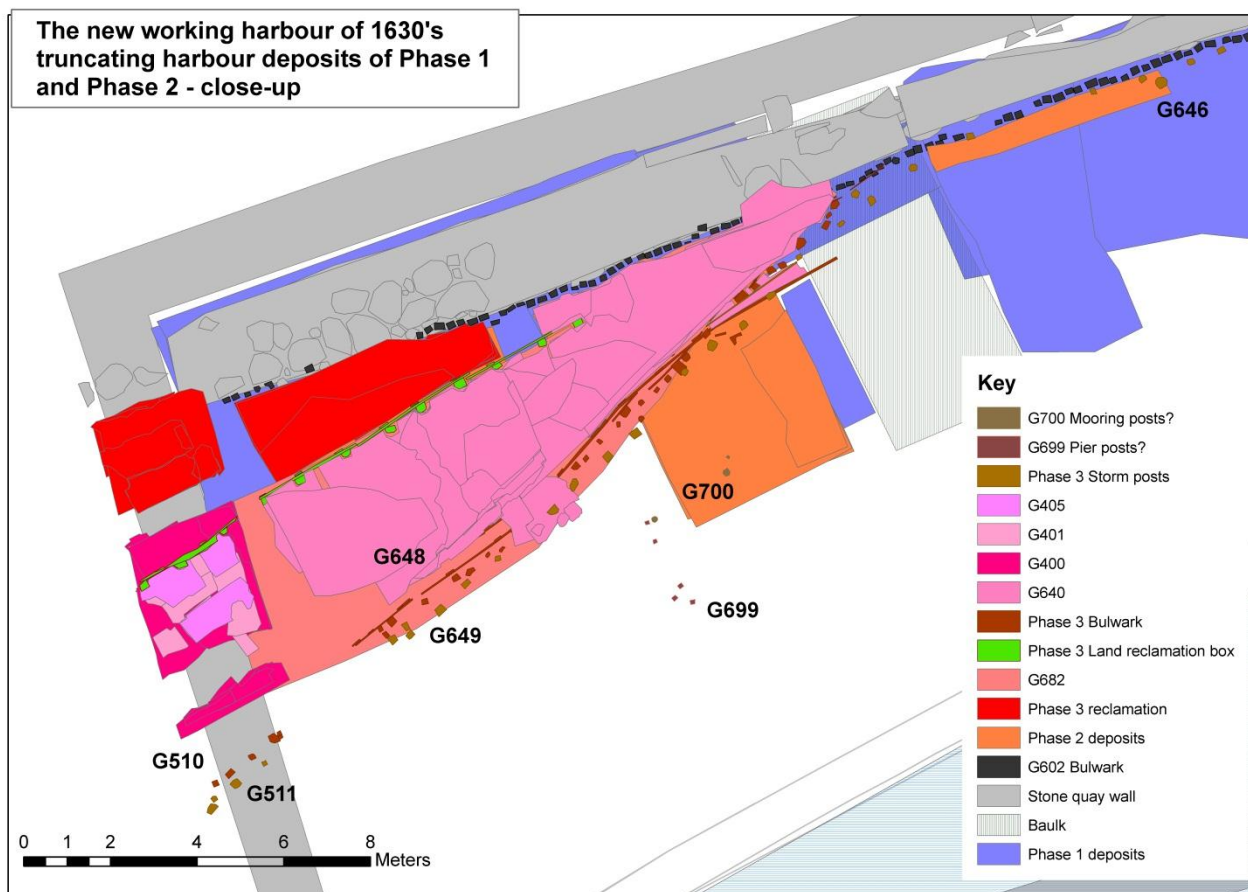 The new working harbour of 1630's
truncating harbour deposits of Phase 1
and Phase 2 - close-up
G646
G700
G648
G699
G649
G510
G511
Key
G700 Mooring posts?
G699 Pier posts?
Phase 3 Storm posts
G405
G401
G400
G640
Phase 3 Bulwark
Phase 3 Land reclamation box
G682
Phase 3 reclamation
Phase 2 deposits
G602 Bulwark
Stone quay wall
Baulk
Phase 1 deposits
0 1 2 4 6 8
Meters